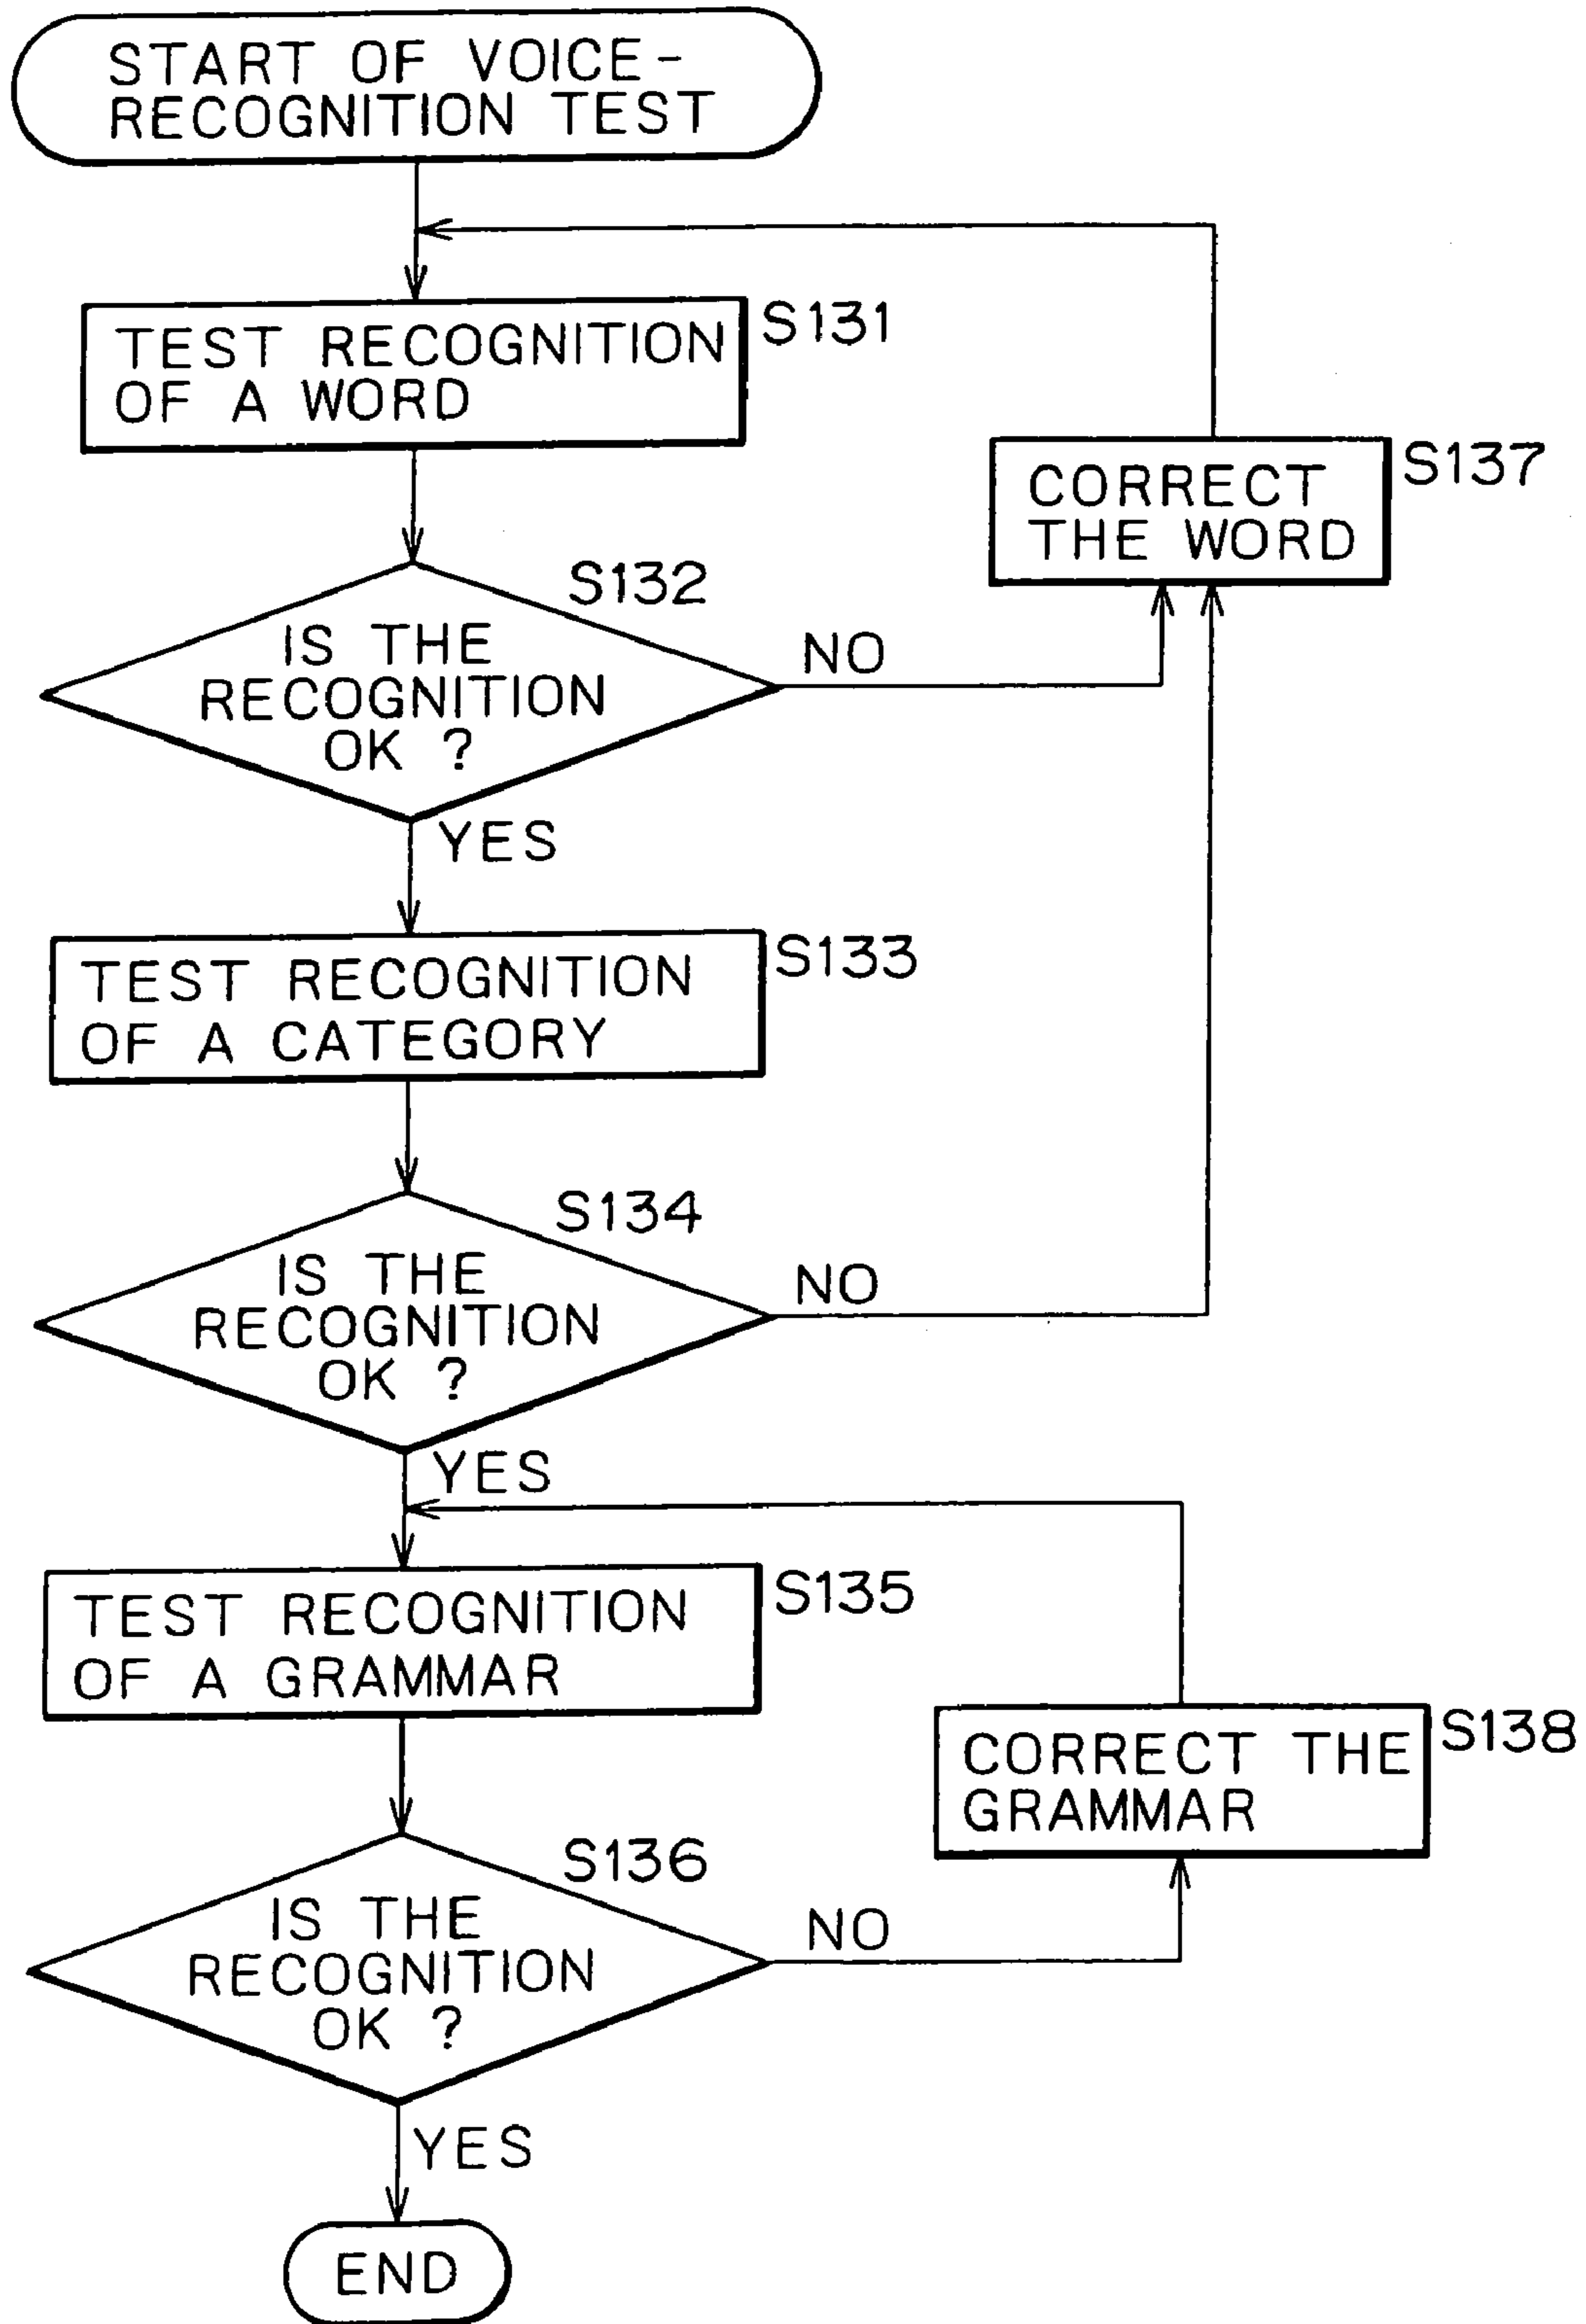 START OF VOICE-
RECOGNITION TEST
TEST RECOGNITION
OF A WORD
S131
CORRECT
THE WORD
S137
S132
IS THE
RECOGNITION
OK ?
NO
YES
TEST RECOGNITION
OF A CATEGORY
S133
S134
IS THE
RECOGNITION
OK ?
NO
YES
TEST RECOGNITION
OF A GRAMMAR
S135
CORRECT THE
GRAMMAR
S138
S136
IS THE
RECOGNITION
OK ?
NO
YES
END